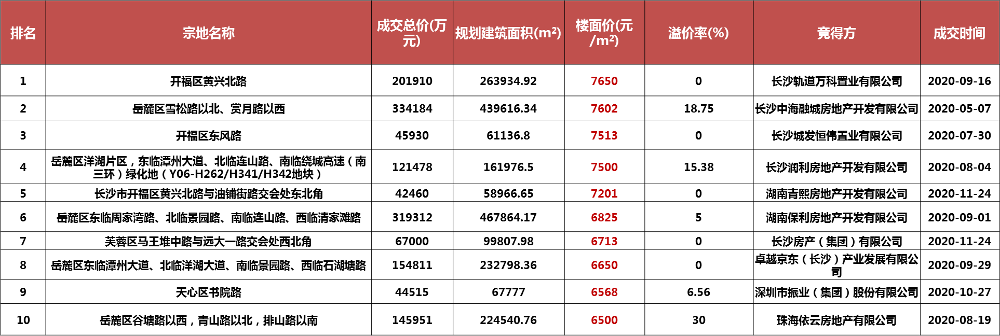 排名 宗地名称 成交总价(万元) 规划建筑面积(m²) 楼面价(元/m²) 溢价率(%) 竞得方 成交时间
1 开福区黄兴北路 201910 263934.92 7650 0 长沙轨道万科置业有限公司 2020-09-16
2 岳麓区雪松路以北、赏月路以西 334184 439616.34 7602 18.75 长沙中海融城房地产开发有限公司 2020-05-07
3 开福区东风路 45930 61136.8 7513 0 长沙城发恒伟置业有限公司 2020-07-30
4 岳麓区洋湖片区，东临潭州大道、北临连山路、南临绕城高速（南三环）绿化地（Y06-H262/H341/H342地块） 121478 161976.5 7500 15.38 长沙润利房地产开发有限公司 2020-08-04
5 长沙市开福区黄兴北路与油铺街路交会处东北角 42460 58966.65 7201 0 湖南青熙房地产开发有限公司 2020-11-24
6 岳麓区东临周家湾路、北临景园路、南临连山路、西临清家滩路 319312 467864.17 6825 5 湖南保利房地产开发有限公司 2020-09-01
7 芙蓉区马王堆中路与远大一路交会处西北角 67000 99807.98 6713 0 长沙房产（集团）有限公司 2020-11-24
8 岳麓区东临潭州大道、北临洋湖大道、南临景园路、西临石湖塘路 154811 232798.36 6650 0 卓越京东（长沙）产业发展有限公司 2020-09-29
9 天心区书院路 44515 67777 6568 6.56 深圳市振业（集团）股份有限公司 2020-10-27
10 岳麓区谷塘路以西，青山路以北，排山路以南 145951 224540.76 6500 30 珠海依云房地产有限公司 2020-08-19